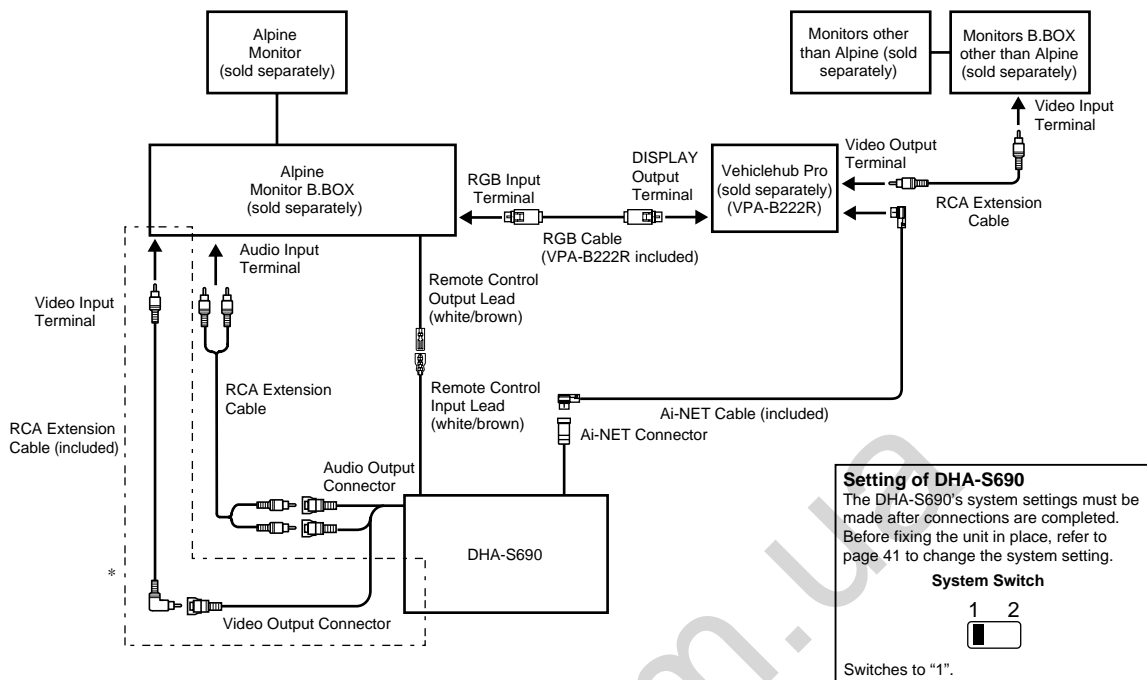 Alpine
Monitor
(sold separately)
Monitors other
than Alpine (sold
separately)
Monitors B.BOX
other than Alpine
(sold separately)
Video Input
Terminal
Alpine
Monitor B.BOX
(sold separately)
RGB Input
Terminal
DISPLAY
Output
Terminal
Video Output
Terminal
Vehiclehub Pro
(sold separately)
(VPA-B222R)
RCA Extension
Cable
RGB Cable
(VPA-B222R included)
Audio Input
Terminal
Video Input
Terminal
Remote Control
Output Lead
(white/brown)
RCA Extension
Cable
Remote Control
Input Lead
(white/brown)
Ai-NET Cable (included)
Ai-NET Connector
RCA Extension
Cable (included)
Audio Output
Connector
DHA-S690
*
Video Output Connector
Setting of DHA-S690
The DHA-S690's system settings must be
made after connections are completed.
Before fixing the unit in place, refer to
page 41 to change the system setting.
System Switch
1 2
Switches to “1”.
m.ua